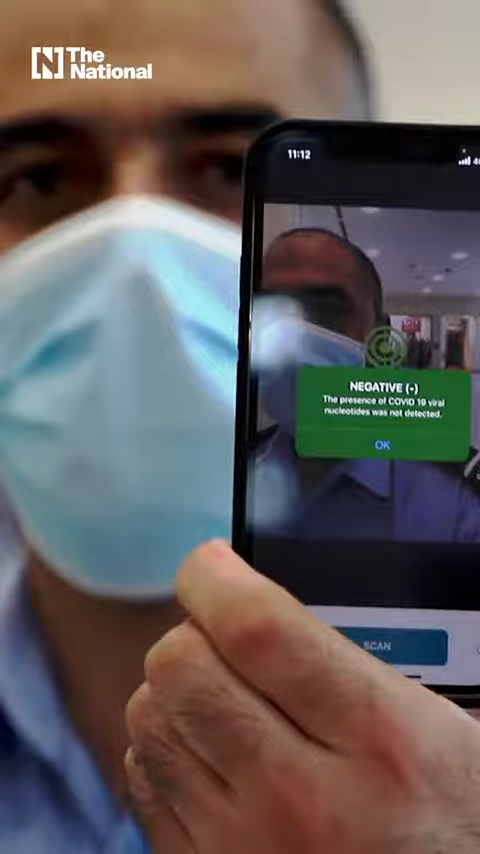 The
National
11:12
NEGATIVE (-)
The presence of COVID 19 viral
nucleotides was not detected.
OK
SCAN